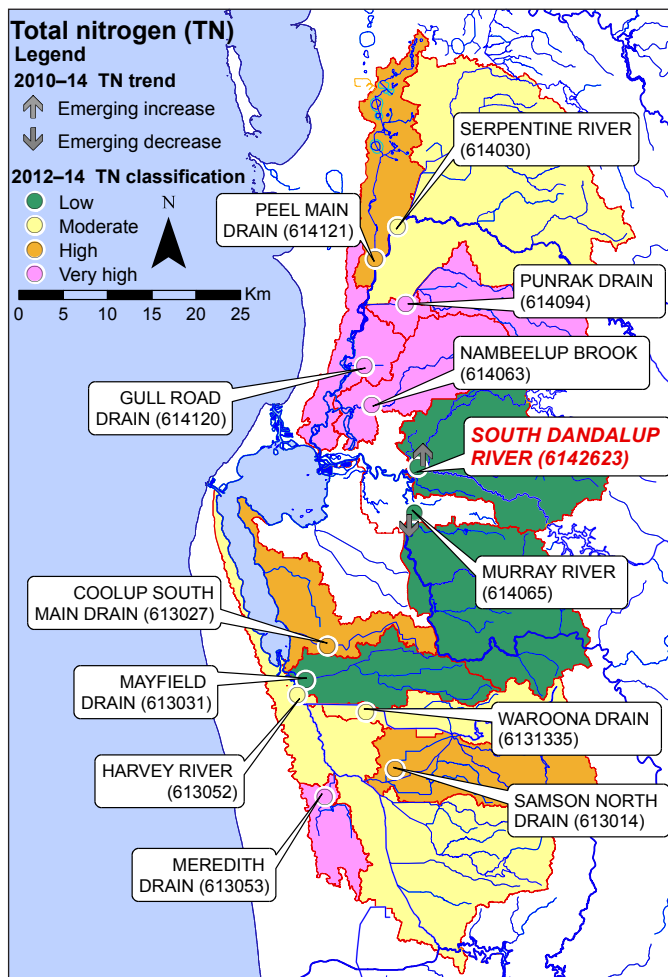 Total nitrogen (TN)
Legend
2010–14 TN trend
Emerging increase
Emerging decrease
2012–14 TN classification
Low
Moderate
High
Very high
N
0 5 10 15 20 25 Km
SERPENTINE RIVER
(614030)
PEEL MAIN
DRAIN (614121)
PUNRAK DRAIN
(614094)
NAMBEELUP BROOK
(614063)
GULL ROAD
DRAIN (614120)
SOUTH DANDALUP
RIVER (6142623)
MURRAY RIVER
(614065)
COOLUP SOUTH
MAIN DRAIN (613027)
MAYFIELD
DRAIN (613031)
WAROONA DRAIN
(6131335)
HARVEY RIVER
(613052)
SAMSON NORTH
DRAIN (613014)
MEREDITH
DRAIN (613053)